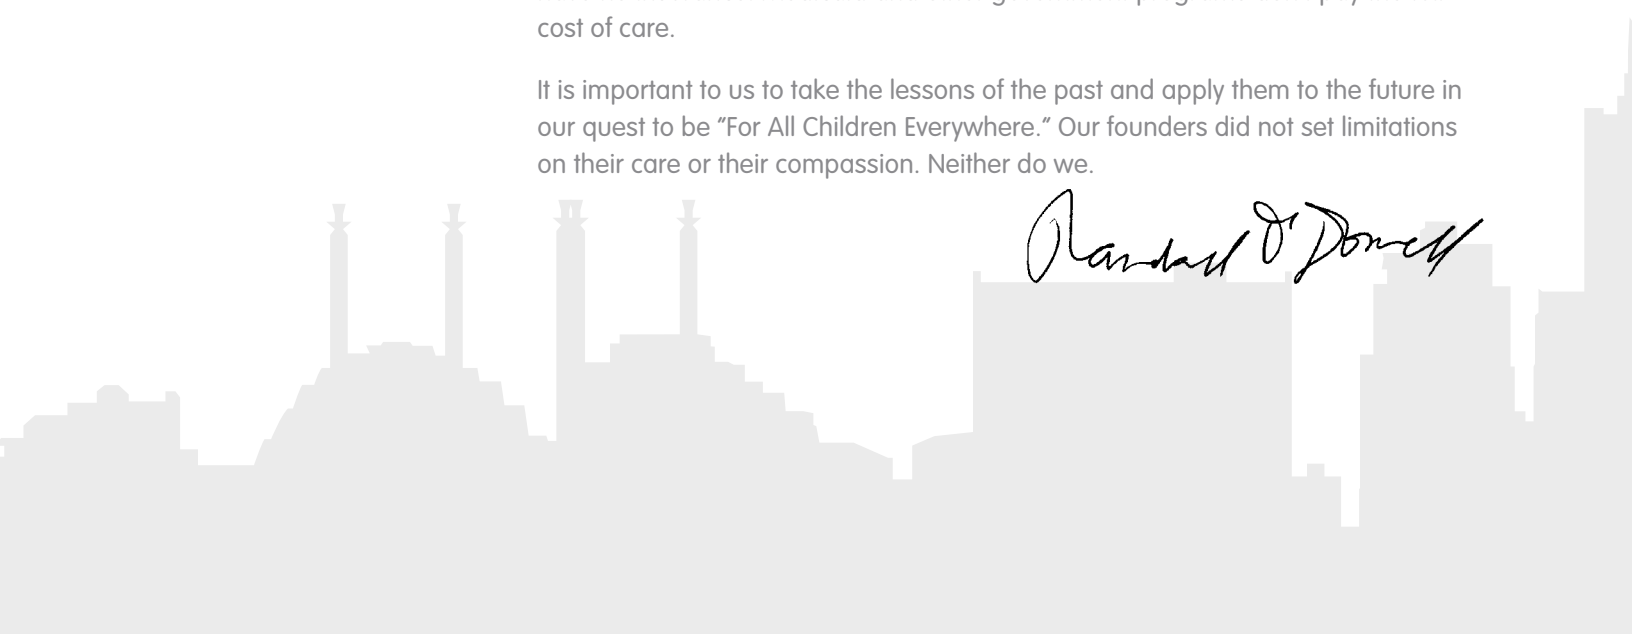 cost of care.
It is important to us to take the lessons of the past and apply them to the future in
our quest to be “For All Children Everywhere.” Our founders did not set limitations
on their care or their compassion. Neither do we.
Randall O'Donnell